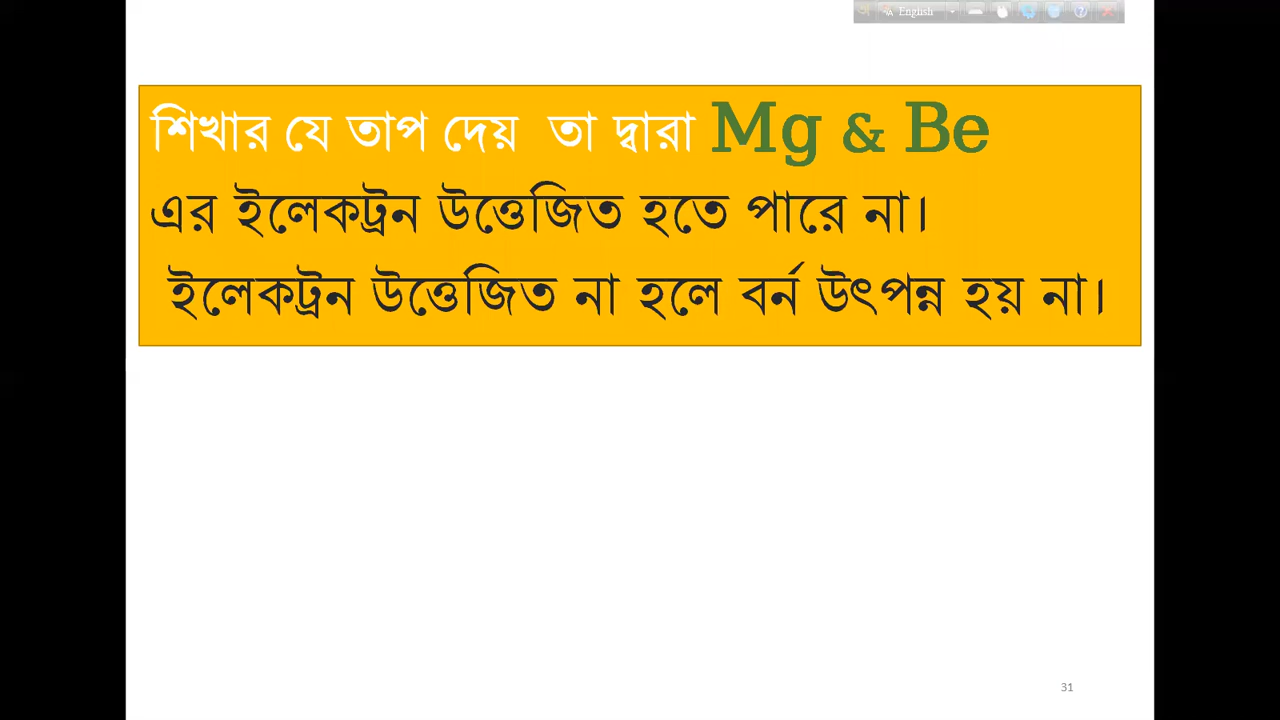 English
শিখার যে তাপ দেয় তা দ্বারা Mg & Be
এর ইলেকট্রন উত্তেজিত হতে পারে না।
ইলেকট্রন উত্তেজিত না হলে বর্ন উৎপন্ন হয় না।
31